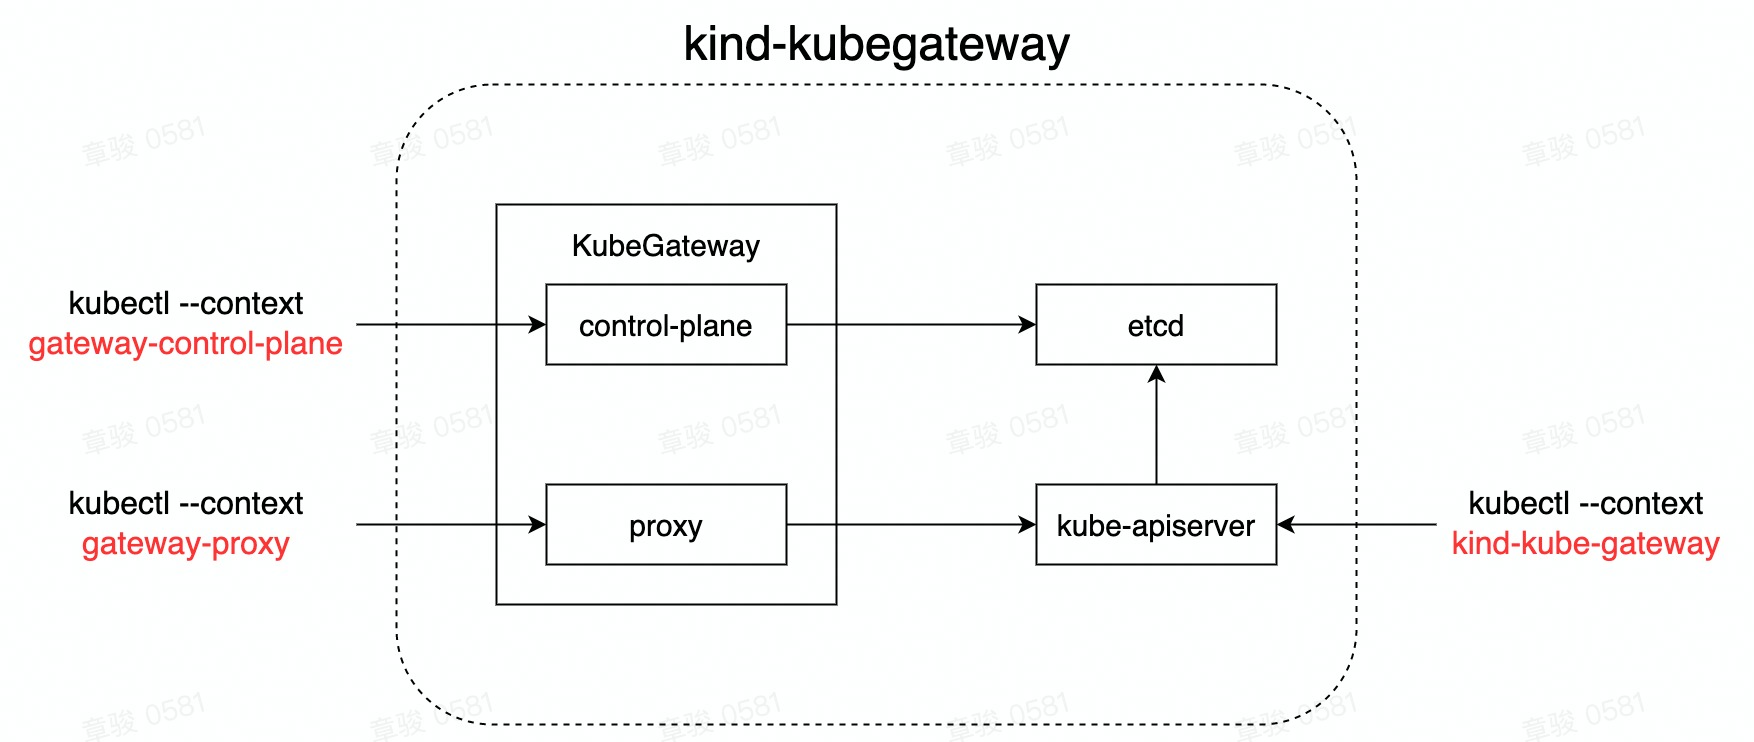 kind-kubegateway
章骏 0581
章骏 0581
章骏 0581
章骏 0581
章骏 0581
章骏 0581
KubeGateway
kubectl --context
gateway-control-plane
control-plane
etcd
章骏 0581
章骏 0581
章骏 0581
章骏 0581
章骏 0581
章骏 0581
kubectl --context
gateway-proxy
proxy
kube-apiserver
kubectl --context
kind-kube-gateway
章骏 0581
章骏 0581
章骏 0581
章骏 0581
章骏 0581
章骏 0581